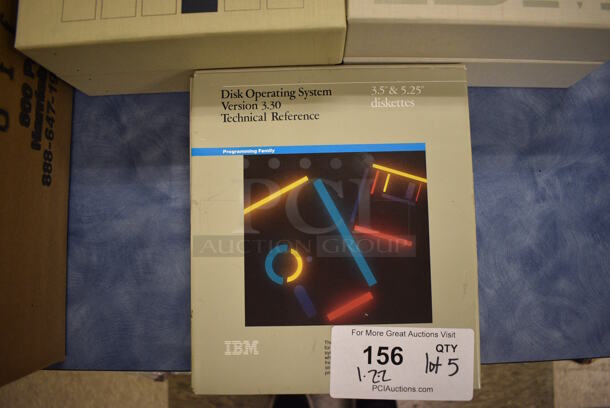 Disk Operating System
Version 3.30
Technical Reference
3.5" & 5.25"
diskettes
Programming Family
PCI
AUCTION GROUP
IBM
For More Great Auctions Visit
156
QTY
1-22
lot 5
PCIAuctions.com